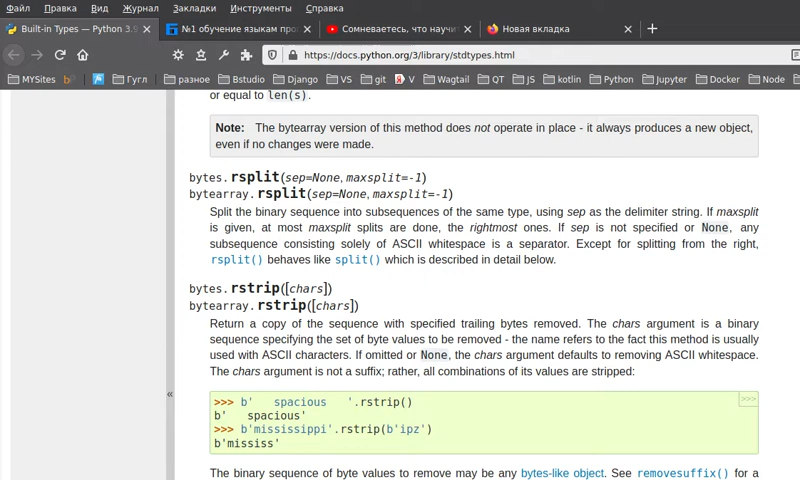 Файл Правка Вид Журнал Закладки Инструменты Справка
Built-in Types — Python 3.9 №1 обучение языкам про Сомневаетесь, что научит Новая вкладка
https://docs.python.org/3/library/stdtypes.html
MYSites Гугл разное Bstudio Django VS git V Wagtail QT JS kotlin Python Jupyter Docker Node
or equal to len(s).
Note: The bytearray version of this method does not operate in place - it always produces a new object,
even if no changes were made.
bytes.rsplit(sep=None, maxsplit=-1)
bytearray.rsplit(sep=None, maxsplit=-1)
Split the binary sequence into subsequences of the same type, using sep as the delimiter string. If maxsplit
is given, at most maxsplit splits are done, the rightmost ones. If sep is not specified or None, any
subsequence consisting solely of ASCII whitespace is a separator. Except for splitting from the right,
rsplit() behaves like split() which is described in detail below.
bytes.rstrip([chars])
bytearray.rstrip([chars])
Return a copy of the sequence with specified trailing bytes removed. The chars argument is a binary
sequence specifying the set of byte values to be removed - the name refers to the fact this method is usually
used with ASCII characters. If omitted or None, the chars argument defaults to removing ASCII whitespace.
The chars argument is not a suffix; rather, all combinations of its values are stripped:
«
>>> b'   spacious   '.rstrip()
>>>
b'   spacious'
>>> b'mississippi'.rstrip(b'ipz')
b'mississ'
The binary sequence of byte values to remove may be any bytes-like object. See removesuffix() for a